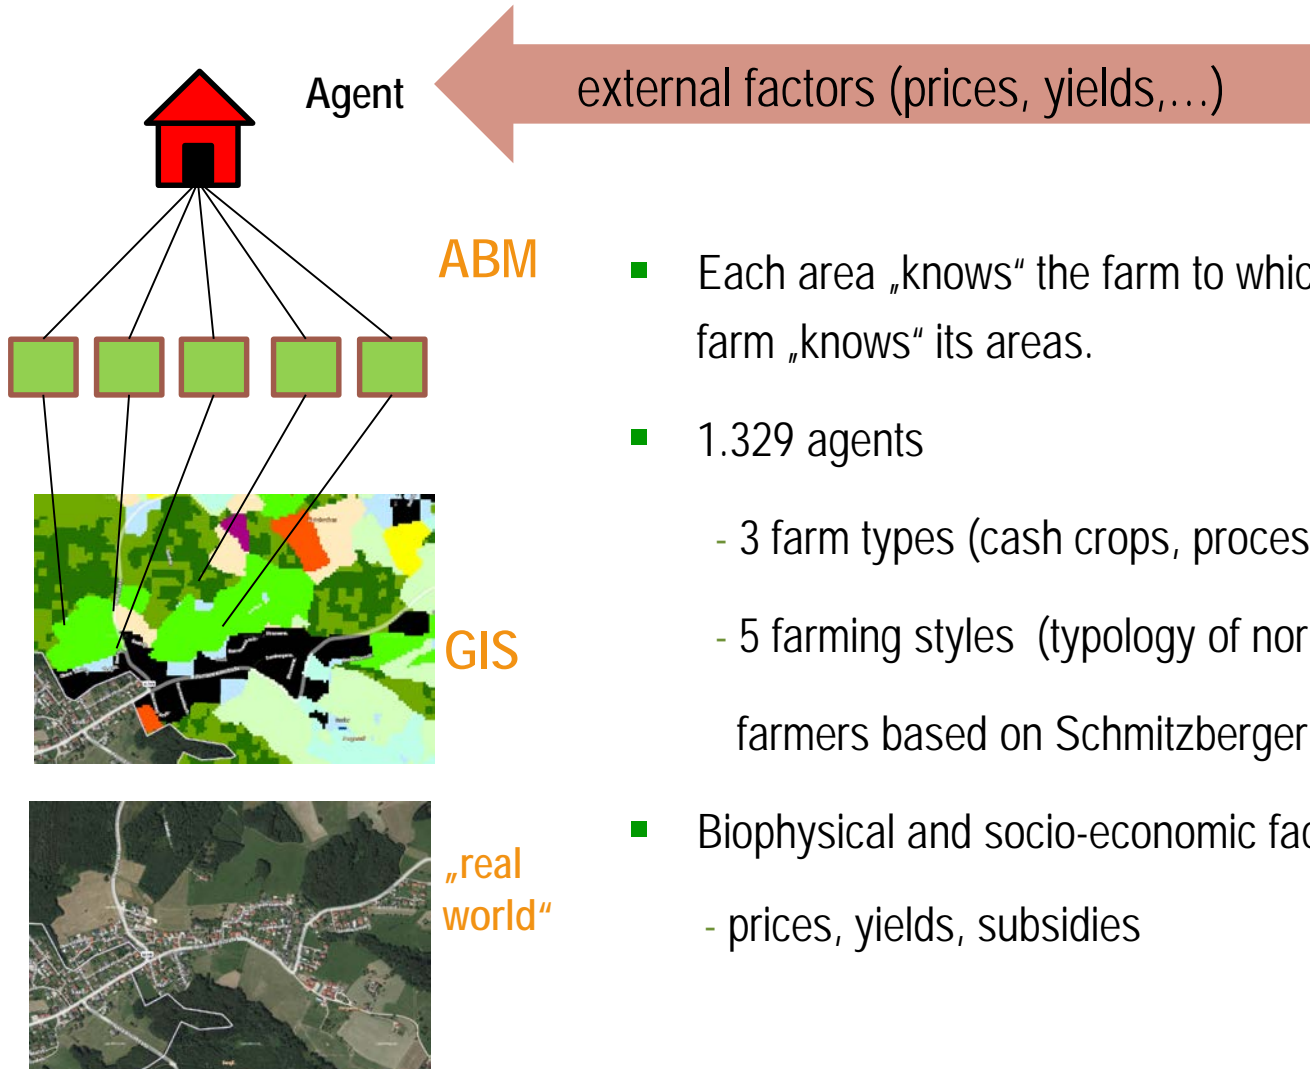 Agent
external factors (prices, yields,…)
ABM
■ Each area „knows“ the farm to whic
farm „knows“ its areas.
■ 1.329 agents
- 3 farm types (cash crops, proces
- 5 farming styles (typology of nor
farmers based on Schmitzberger
GIS
■ Biophysical and socio-economic fac
- prices, yields, subsidies
„real
world“